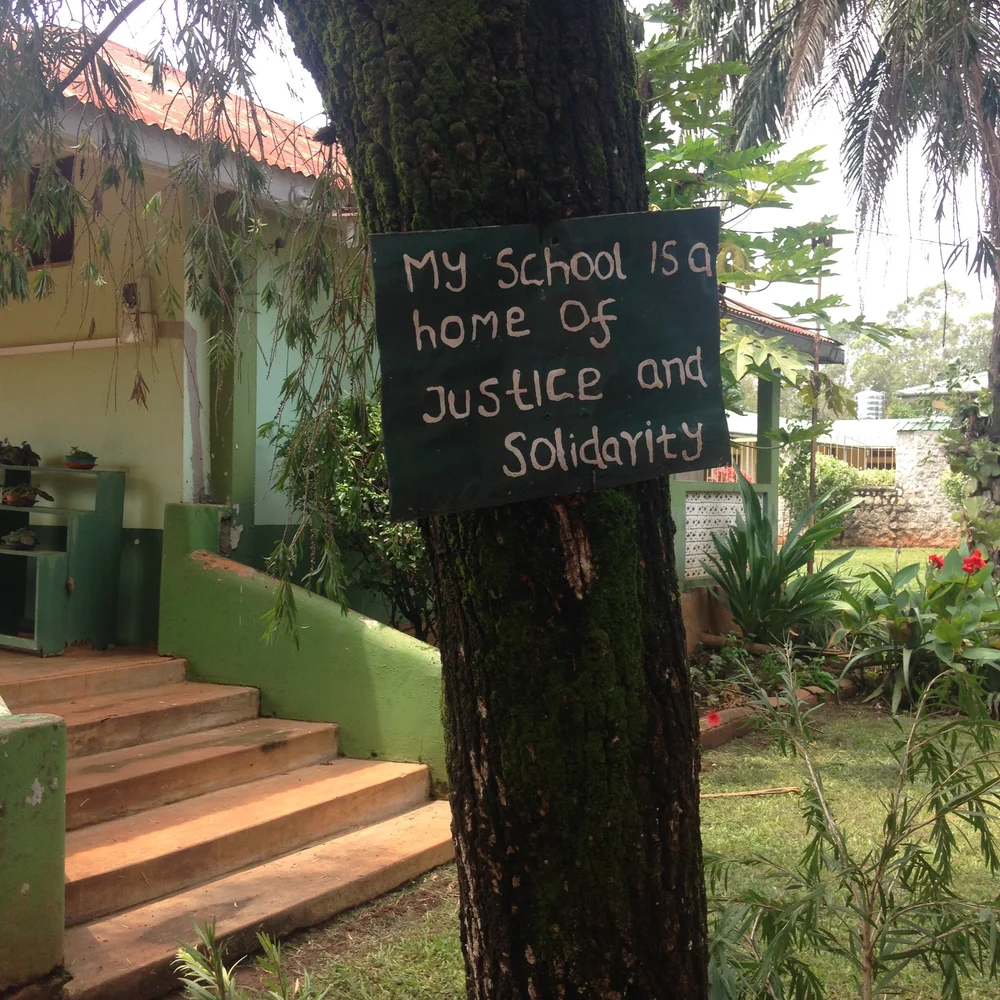 My School IS a
home Of
JUStICe and
Solidarity